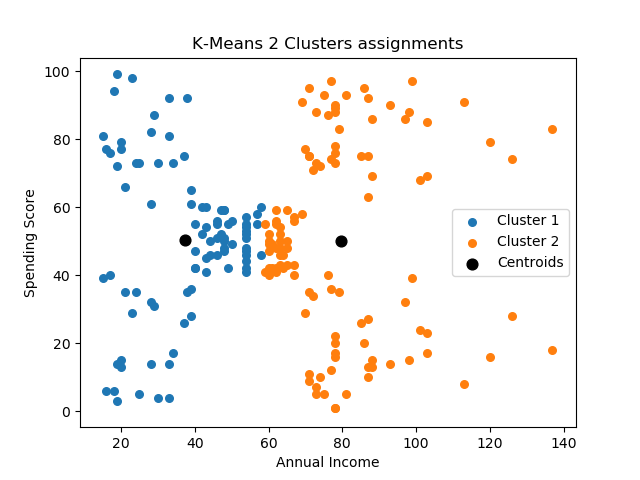 K-Means 2 Clusters assignments
100
80
60
40
20
0
Spending Score
Cluster 1
Cluster 2
Centroids
20 40 60 80 100 120 140
Annual Income